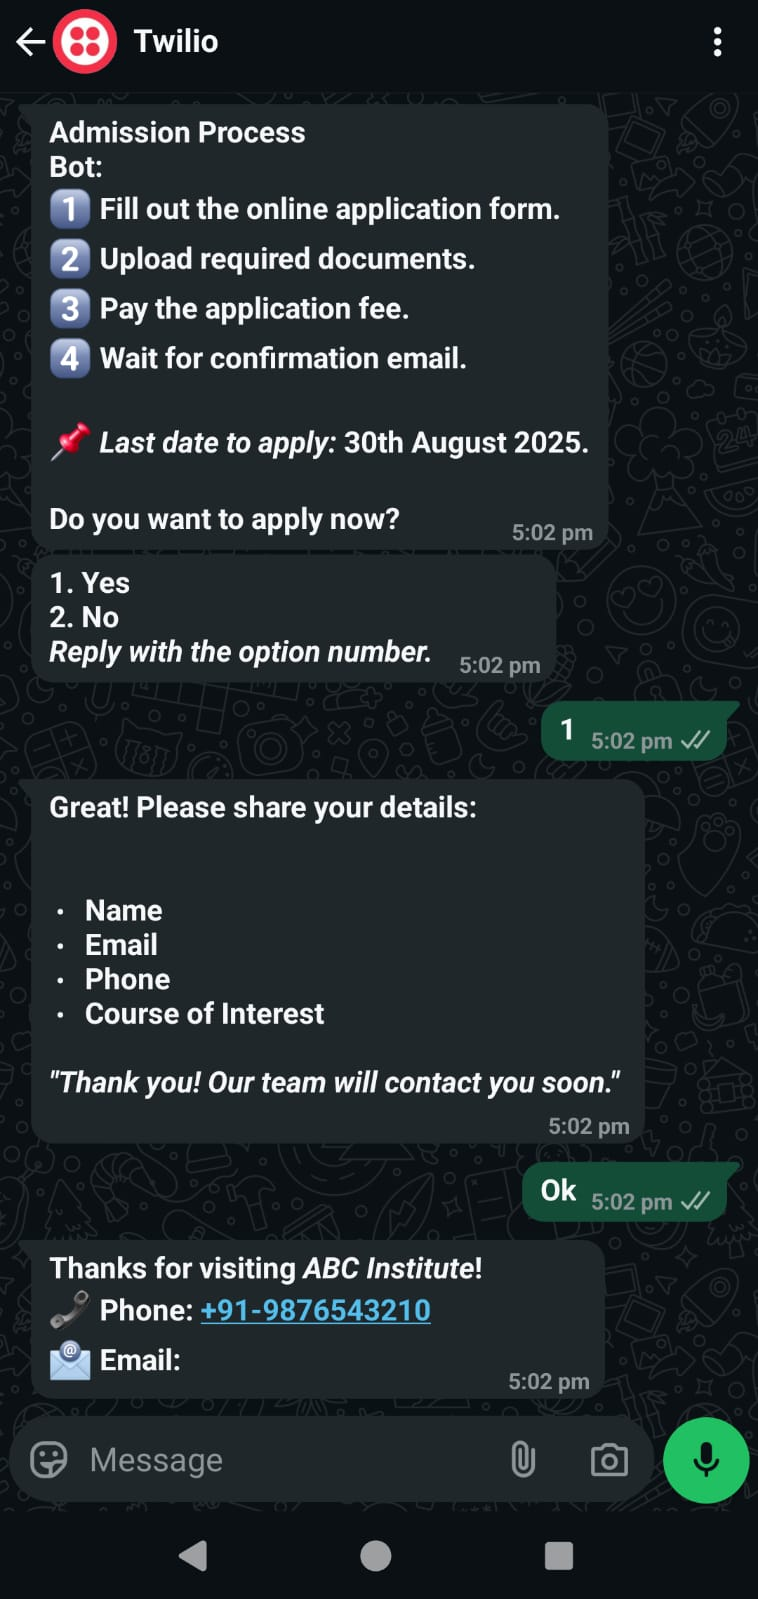 Twilio
Admission Process
Bot:
1️⃣ Fill out the online application form.
2️⃣ Upload required documents.
3️⃣ Pay the application fee.
4️⃣ Wait for confirmation email.
📌 Last date to apply: 30th August 2025.
Do you want to apply now?
5:02 pm
1. Yes
2. No
Reply with the option number.
5:02 pm
1 5:02 pm
Great! Please share your details:
• Name
• Email
• Phone
• Course of Interest
"Thank you! Our team will contact you soon."
5:02 pm
Ok 5:02 pm
Thanks for visiting ABC Institute!
📞 Phone: +91-9876543210
📧 Email:
5:02 pm
Message